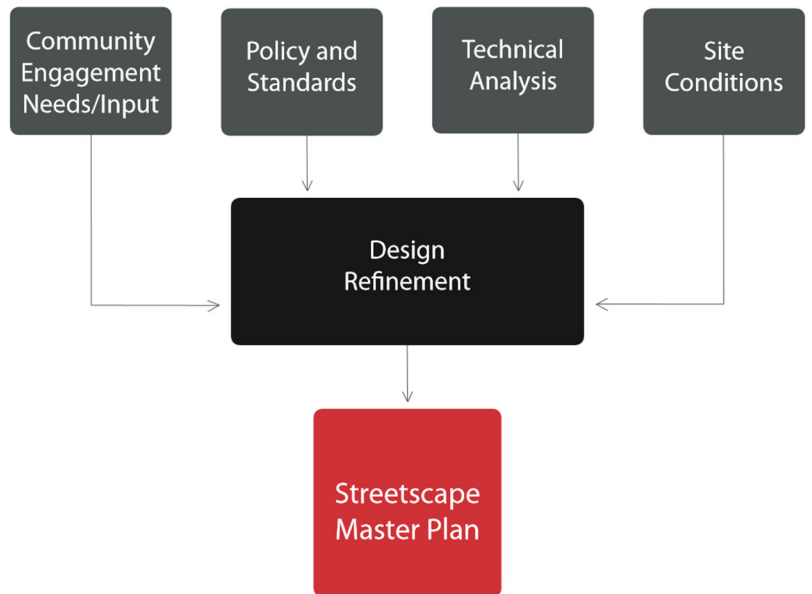 Community
Engagement
Needs/Input
Policy and
Standards
Technical
Analysis
Site
Conditions
Design
Refinement
Streetscape
Master Plan